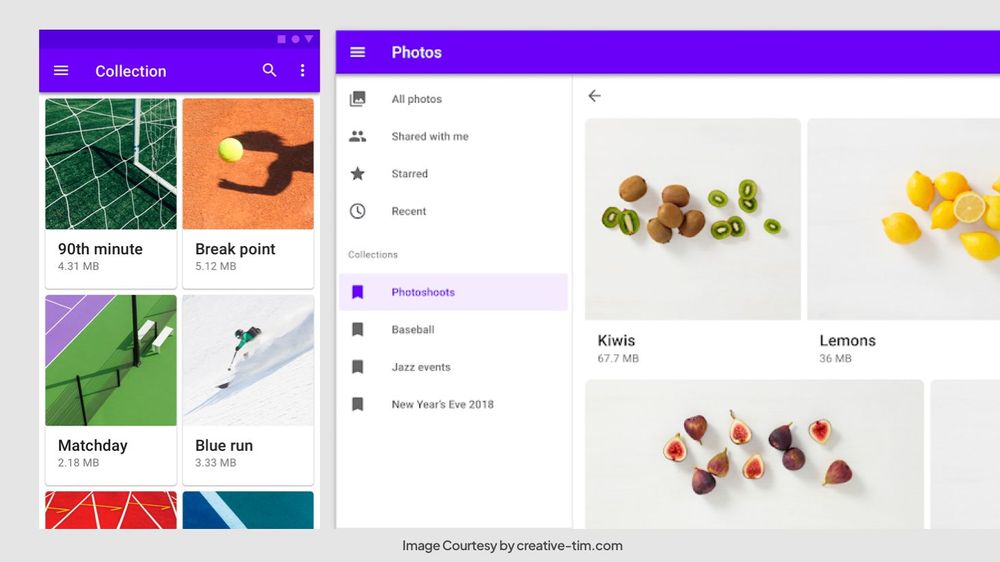 Collection
90th minute
4.31 MB
Break point
5.12 MB
Matchday
2.18 MB
Blue run
3.33 MB
Photos
All photos
Shared with me
Starred
Recent
Collections
Photoshoots
Baseball
Jazz events
New Year's Eve 2018
Kiwis
67.7 MB
Lemons
36 MB
Image Courtesy by creative-tim.com